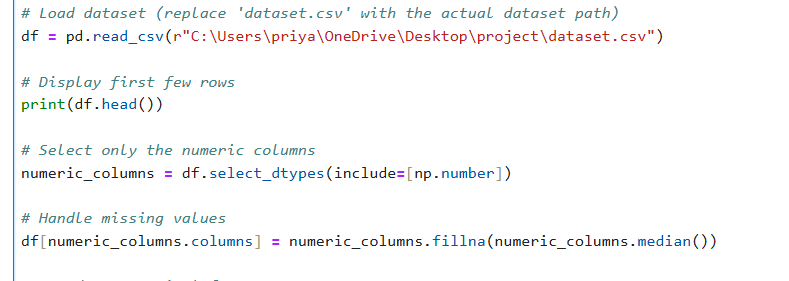 # Load dataset (replace 'dataset.csv' with the actual dataset path)
df = pd.read_csv(r"C:\Users\priya\OneDrive\Desktop\project\dataset.csv")
# Display first few rows
print(df.head())
# Select only the numeric columns
numeric_columns = df.select_dtypes(include=[np.number])
# Handle missing values
df[numeric_columns.columns] = numeric_columns.fillna(numeric_columns.median())